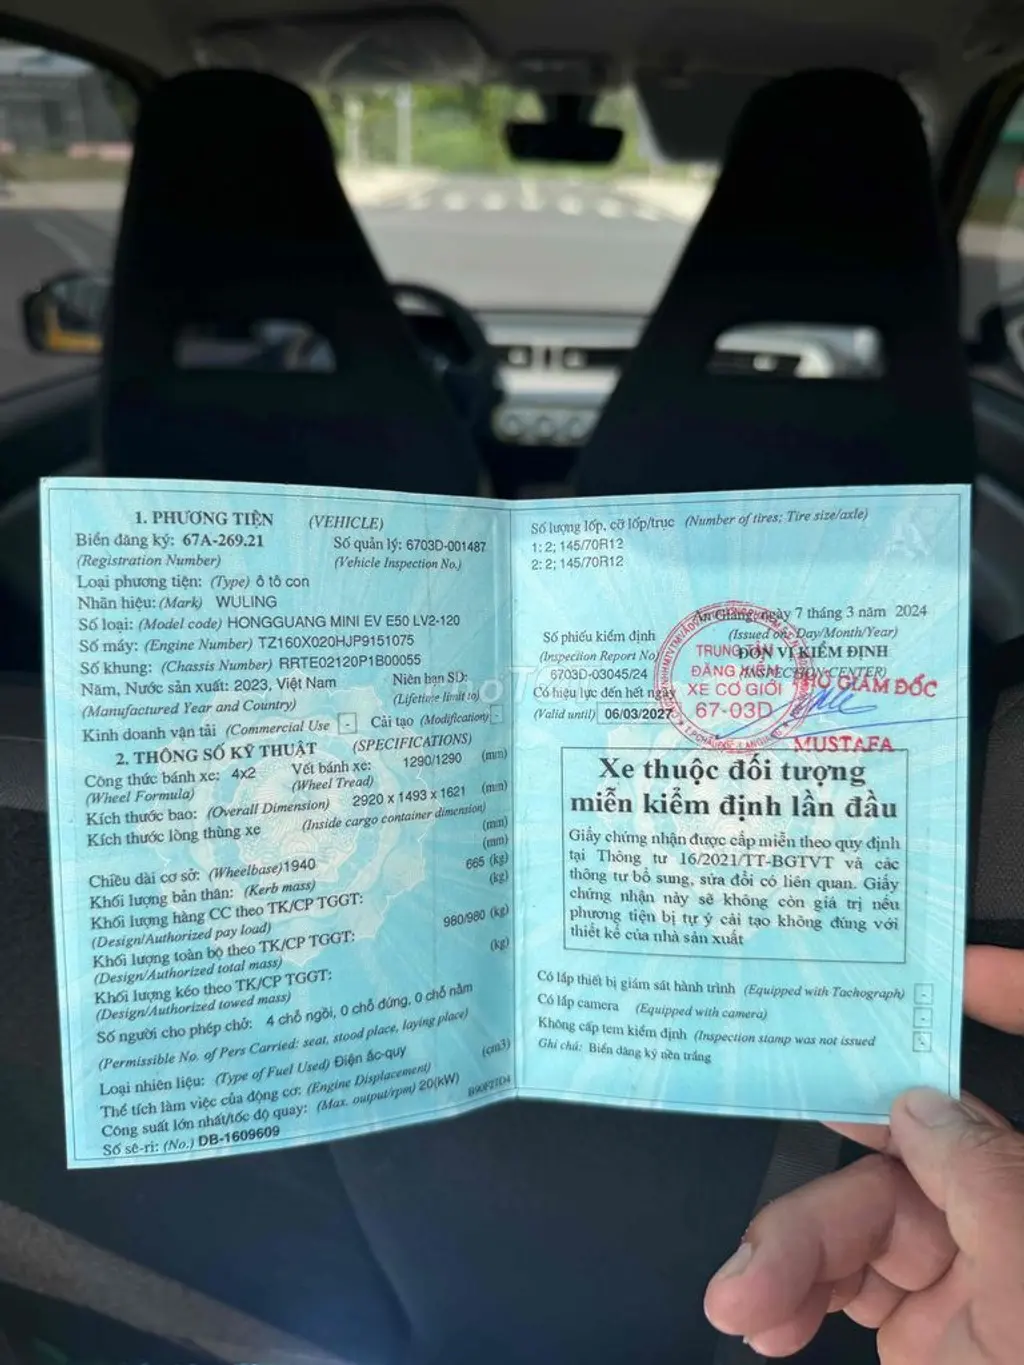 1. PHƯƠNG TIỆN (VEHICLE)
Biển đăng ký: 67A-269.21 Số quản lý: 6703D-001487
(Registration Number) (Vehicle Inspection No.)
Loại phương tiện: (Type) ô tô con
Nhãn hiệu: (Mark) WULING
Số loại: (Model code) HONGGUANG MINI EV E50 LV2-120
Số máy: (Engine Number) TZ160X020HJP9151075
Số khung: (Chassis Number) RRTE02120P1B00055
Năm, Nước sản xuất: 2023, Việt Nam Niên hạn SD:
(Manufactured Year and Country) (Lifetime limit to)
Kinh doanh vận tải (Commercial Use - Cải tạo (Modification) -
2. THÔNG SỐ KỸ THUẬT (SPECIFICATIONS)
Công thức bánh xe: 4x2 Vết bánh xe: 1290/1290 (mm)
(Wheel Formula) (Wheel Tread)
Kích thước bao: (Overall Dimension) 2920 x 1493 x 1621 (mm)
Kích thước lòng thùng xe (Inside cargo container dimension)
(mm)
Chiều dài cơ sở: (Wheelbase)1940 (mm)
Khối lượng bản thân: (Kerb mass) 665 (kg)
Khối lượng hàng CC theo TK/CP TGGT: (kg)
(Design/Authorized pay load)
Khối lượng toàn bộ theo TK/CP TGGT: 980/980 (kg)
(Design/Authorized total mass)
Khối lượng kéo theo TK/CP TGGT: (kg)
(Design/Authorized towed mass)
Số người cho phép chở: 4 chỗ ngồi, 0 chỗ đứng, 0 chỗ nằm
(Permissible No. of Pers Carried: seat, stood place, laying place)
Loại nhiên liệu: (Type of Fuel Used) Điện ắc-quy
Thể tích làm việc của động cơ: (Engine Displacement) (cm3)
Công suất lớn nhất/tốc độ quay: (Max. output/rpm) 20(kW)
Số sê-ri: (No.) DB-1609609
Số lượng lốp, cỡ lốp/trục (Number of tires; Tire size/axle)
1: 2; 145/70R12
2: 2; 145/70R12
An Giang, ngày 7 tháng 3 năm 2024
Số phiếu kiểm định (Issued on: Day/Month/Year)
(Inspection Report No) ĐƠN VỊ KIỂM ĐỊNH
6703D-03045/24 (INSPECTION CENTER)
Có hiệu lực đến hết ngày
(Valid until) 06/03/2027
TRUNG TÂM
ĐĂNG KIỂM
XE CƠ GIỚI
67-03D
PHÓ GIÁM ĐỐC
MUSTAFA
Xe thuộc đối tượng
miễn kiểm định lần đầu
Giấy chứng nhận được cấp miễn theo quy định
tại Thông tư 16/2021/TT-BGTVT và các
thông tư bổ sung, sửa đổi có liên quan. Giấy
chứng nhận này sẽ không còn giá trị nếu
phương tiện bị tự ý cải tạo không đúng với
thiết kế của nhà sản xuất
Có lắp thiết bị giám sát hành trình (Equipped with Tachograph) -
Có lắp camera (Equipped with camera) -
Không cấp tem kiểm định (Inspection stamp was not issued
Ghi chú: Biển đăng ký nền trắng